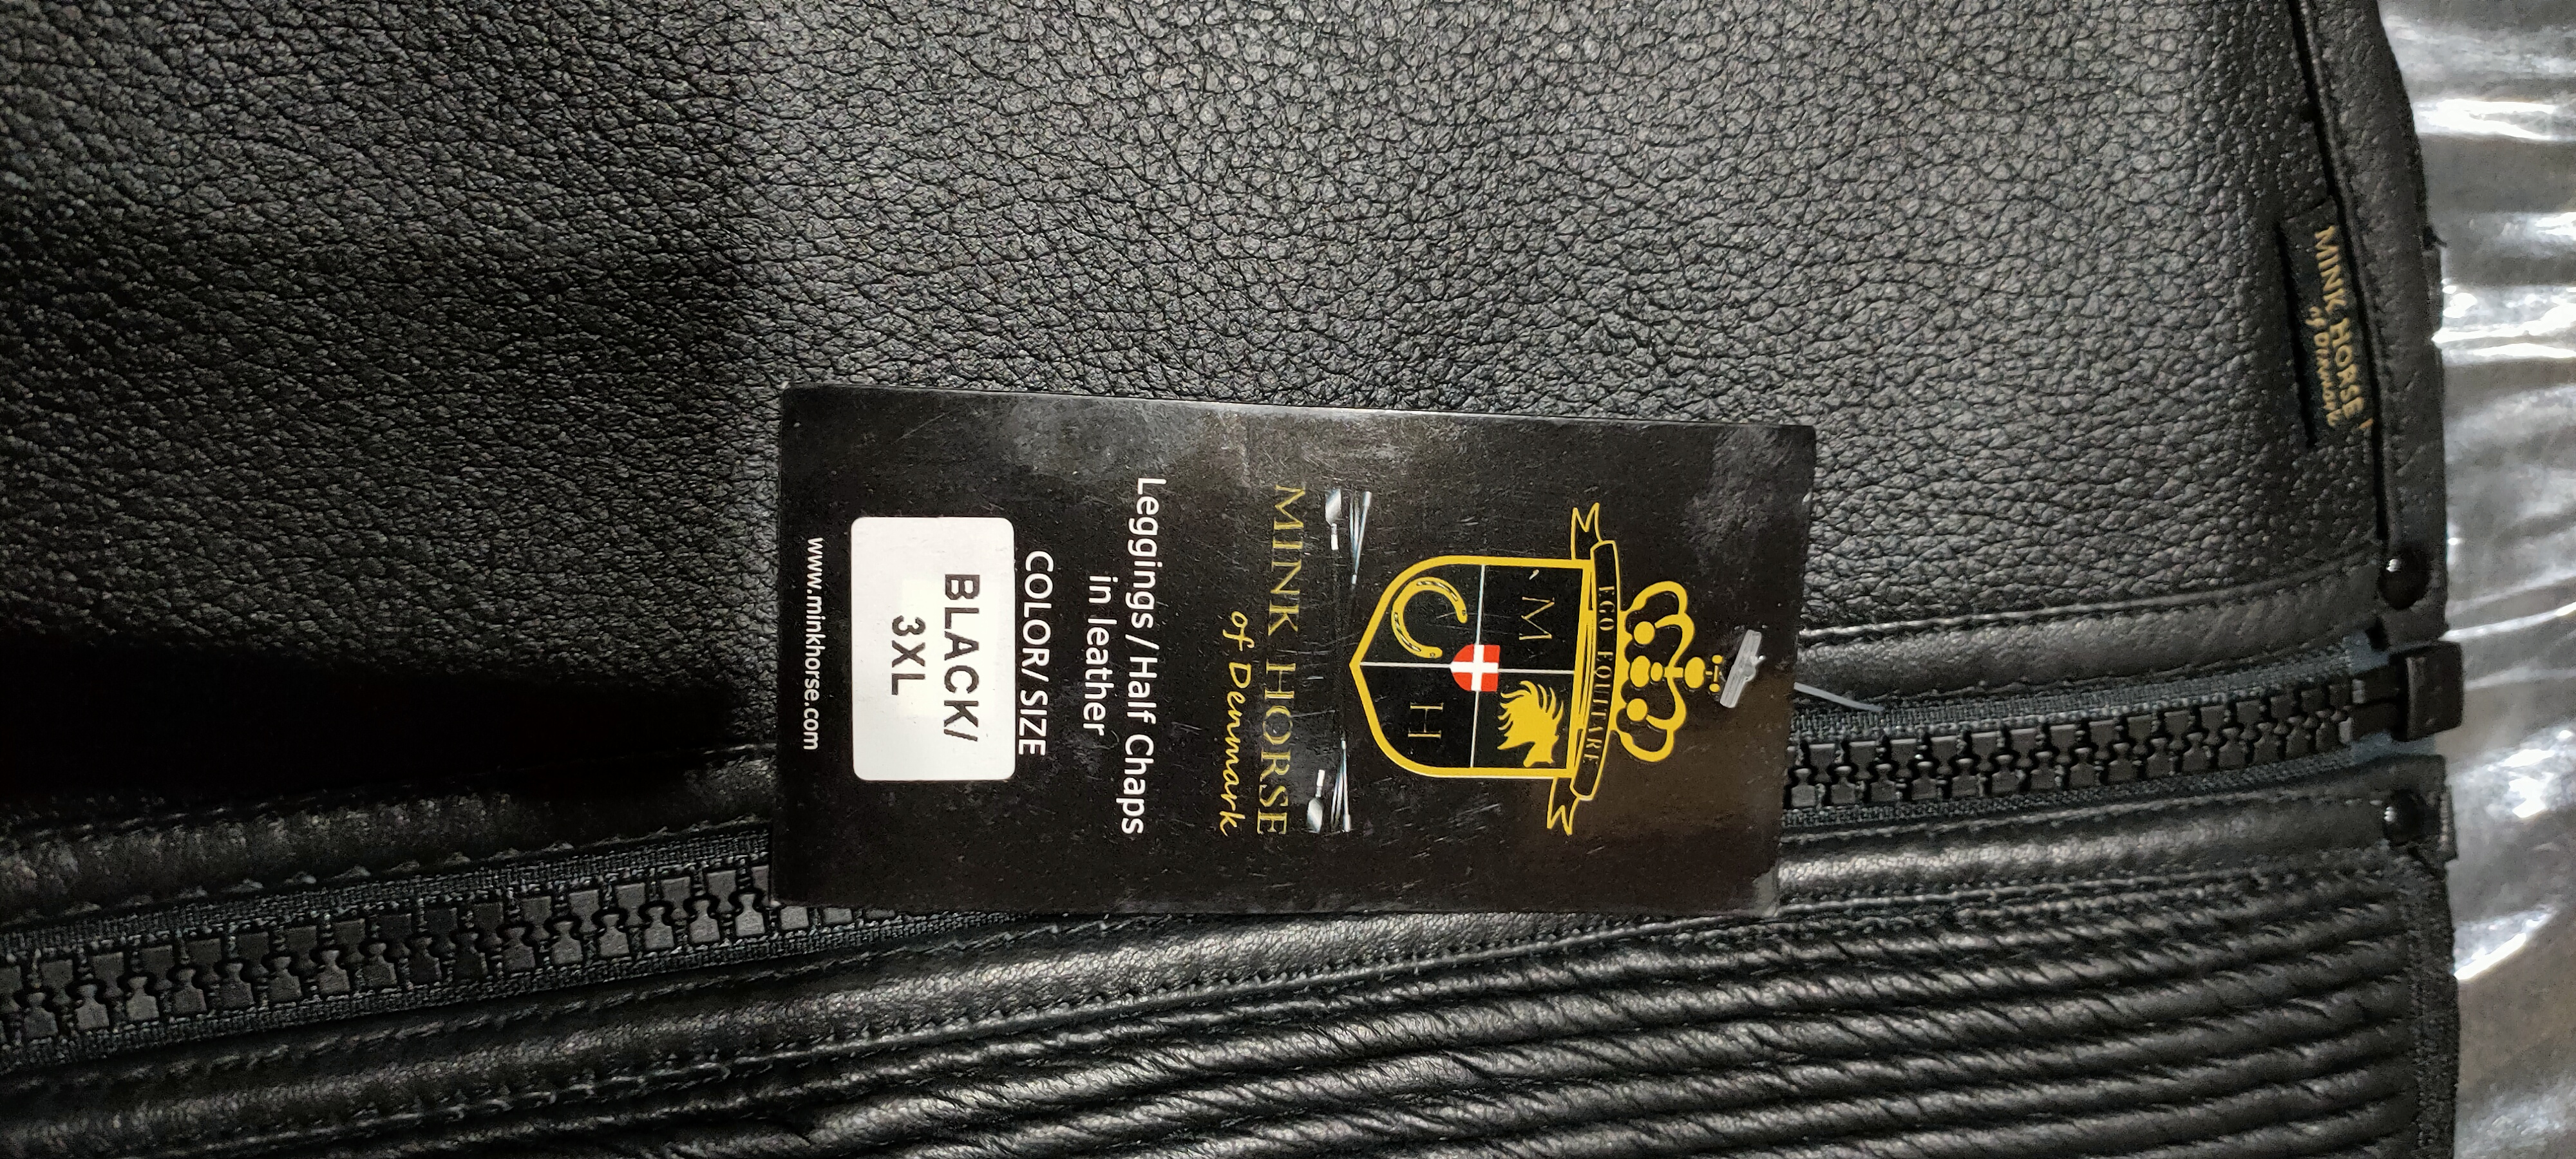 EGO EQUITARE
M
H
MINK HORSE
of Denmark
Leggings / Half Chaps
in leather
COLOR/ SIZE
BLACK/
3XL
www.minkhorse.com
MINK HORSE
of Denmark